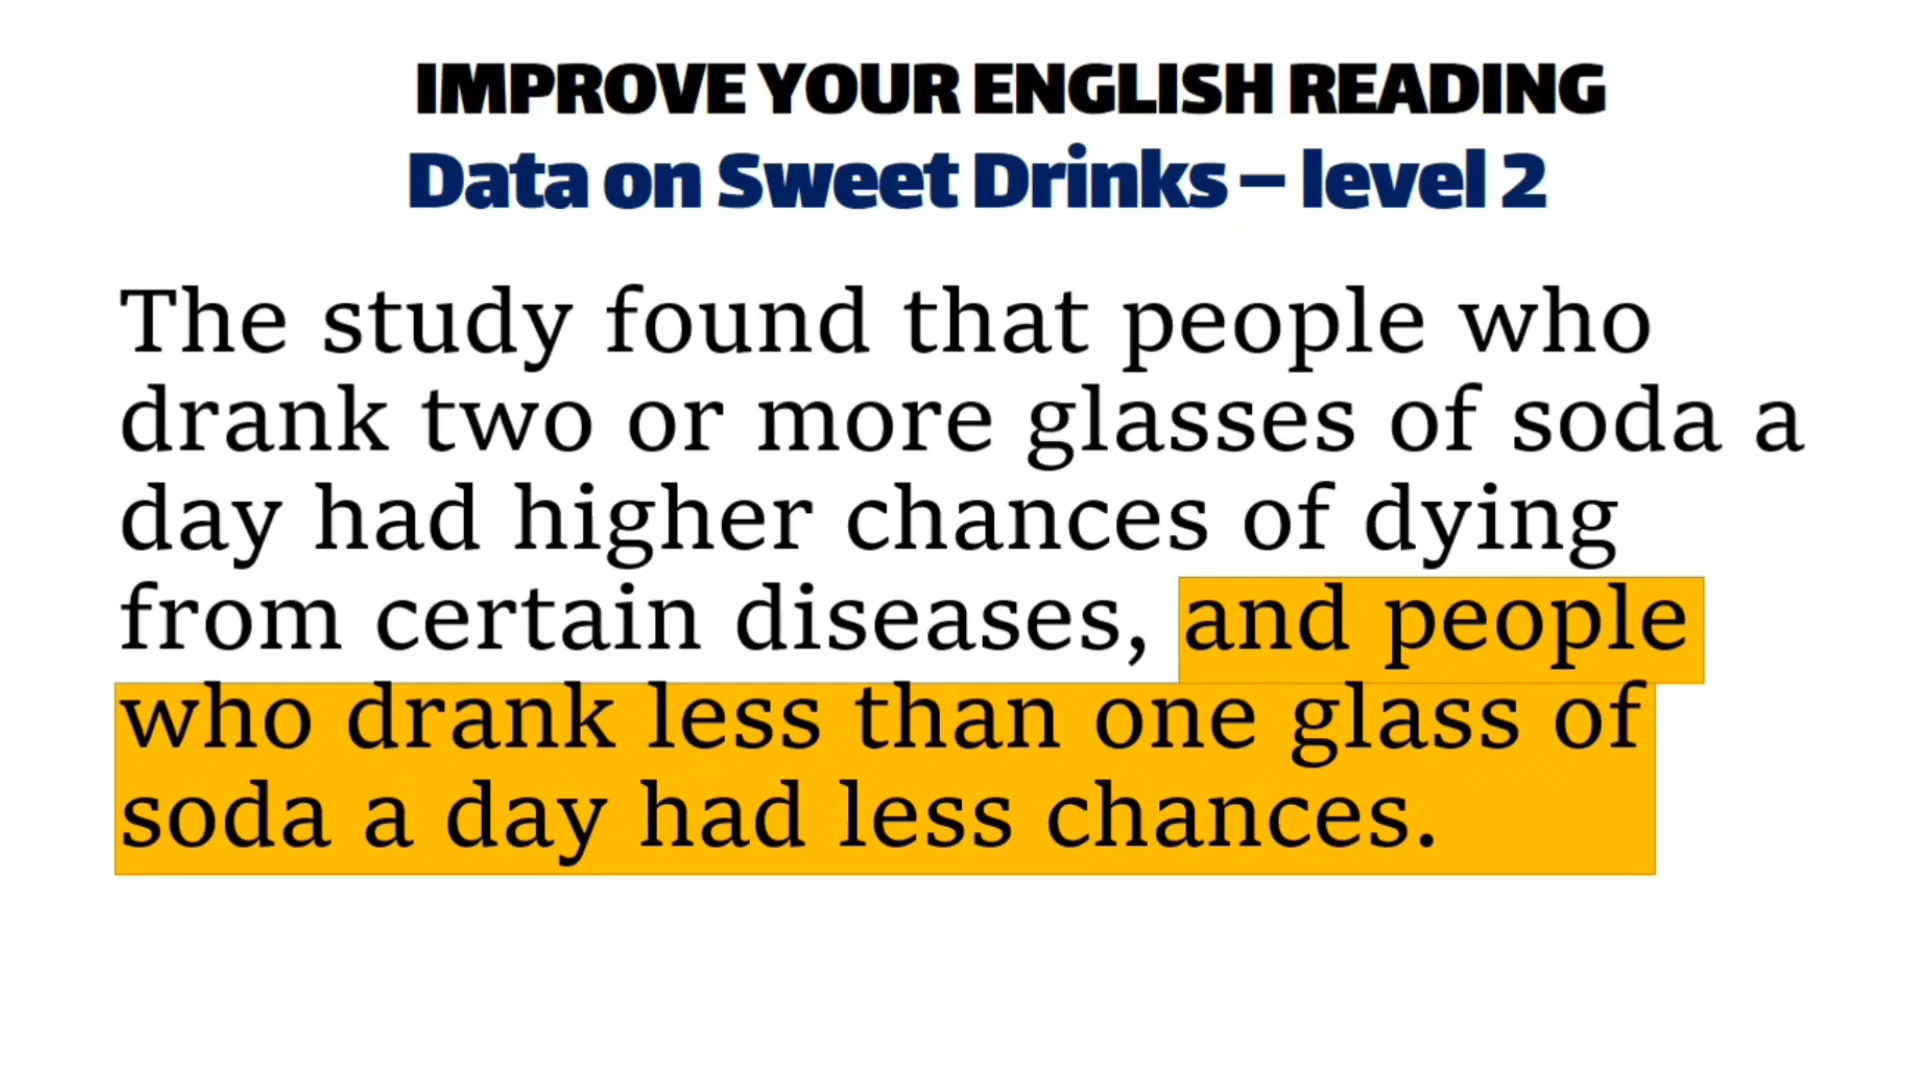 IMPROVE YOUR ENGLISH READING
Data on Sweet Drinks – level 2
The study found that people who
drank two or more glasses of soda a
day had higher chances of dying
from certain diseases, and people
who drank less than one glass of
soda a day had less chances.